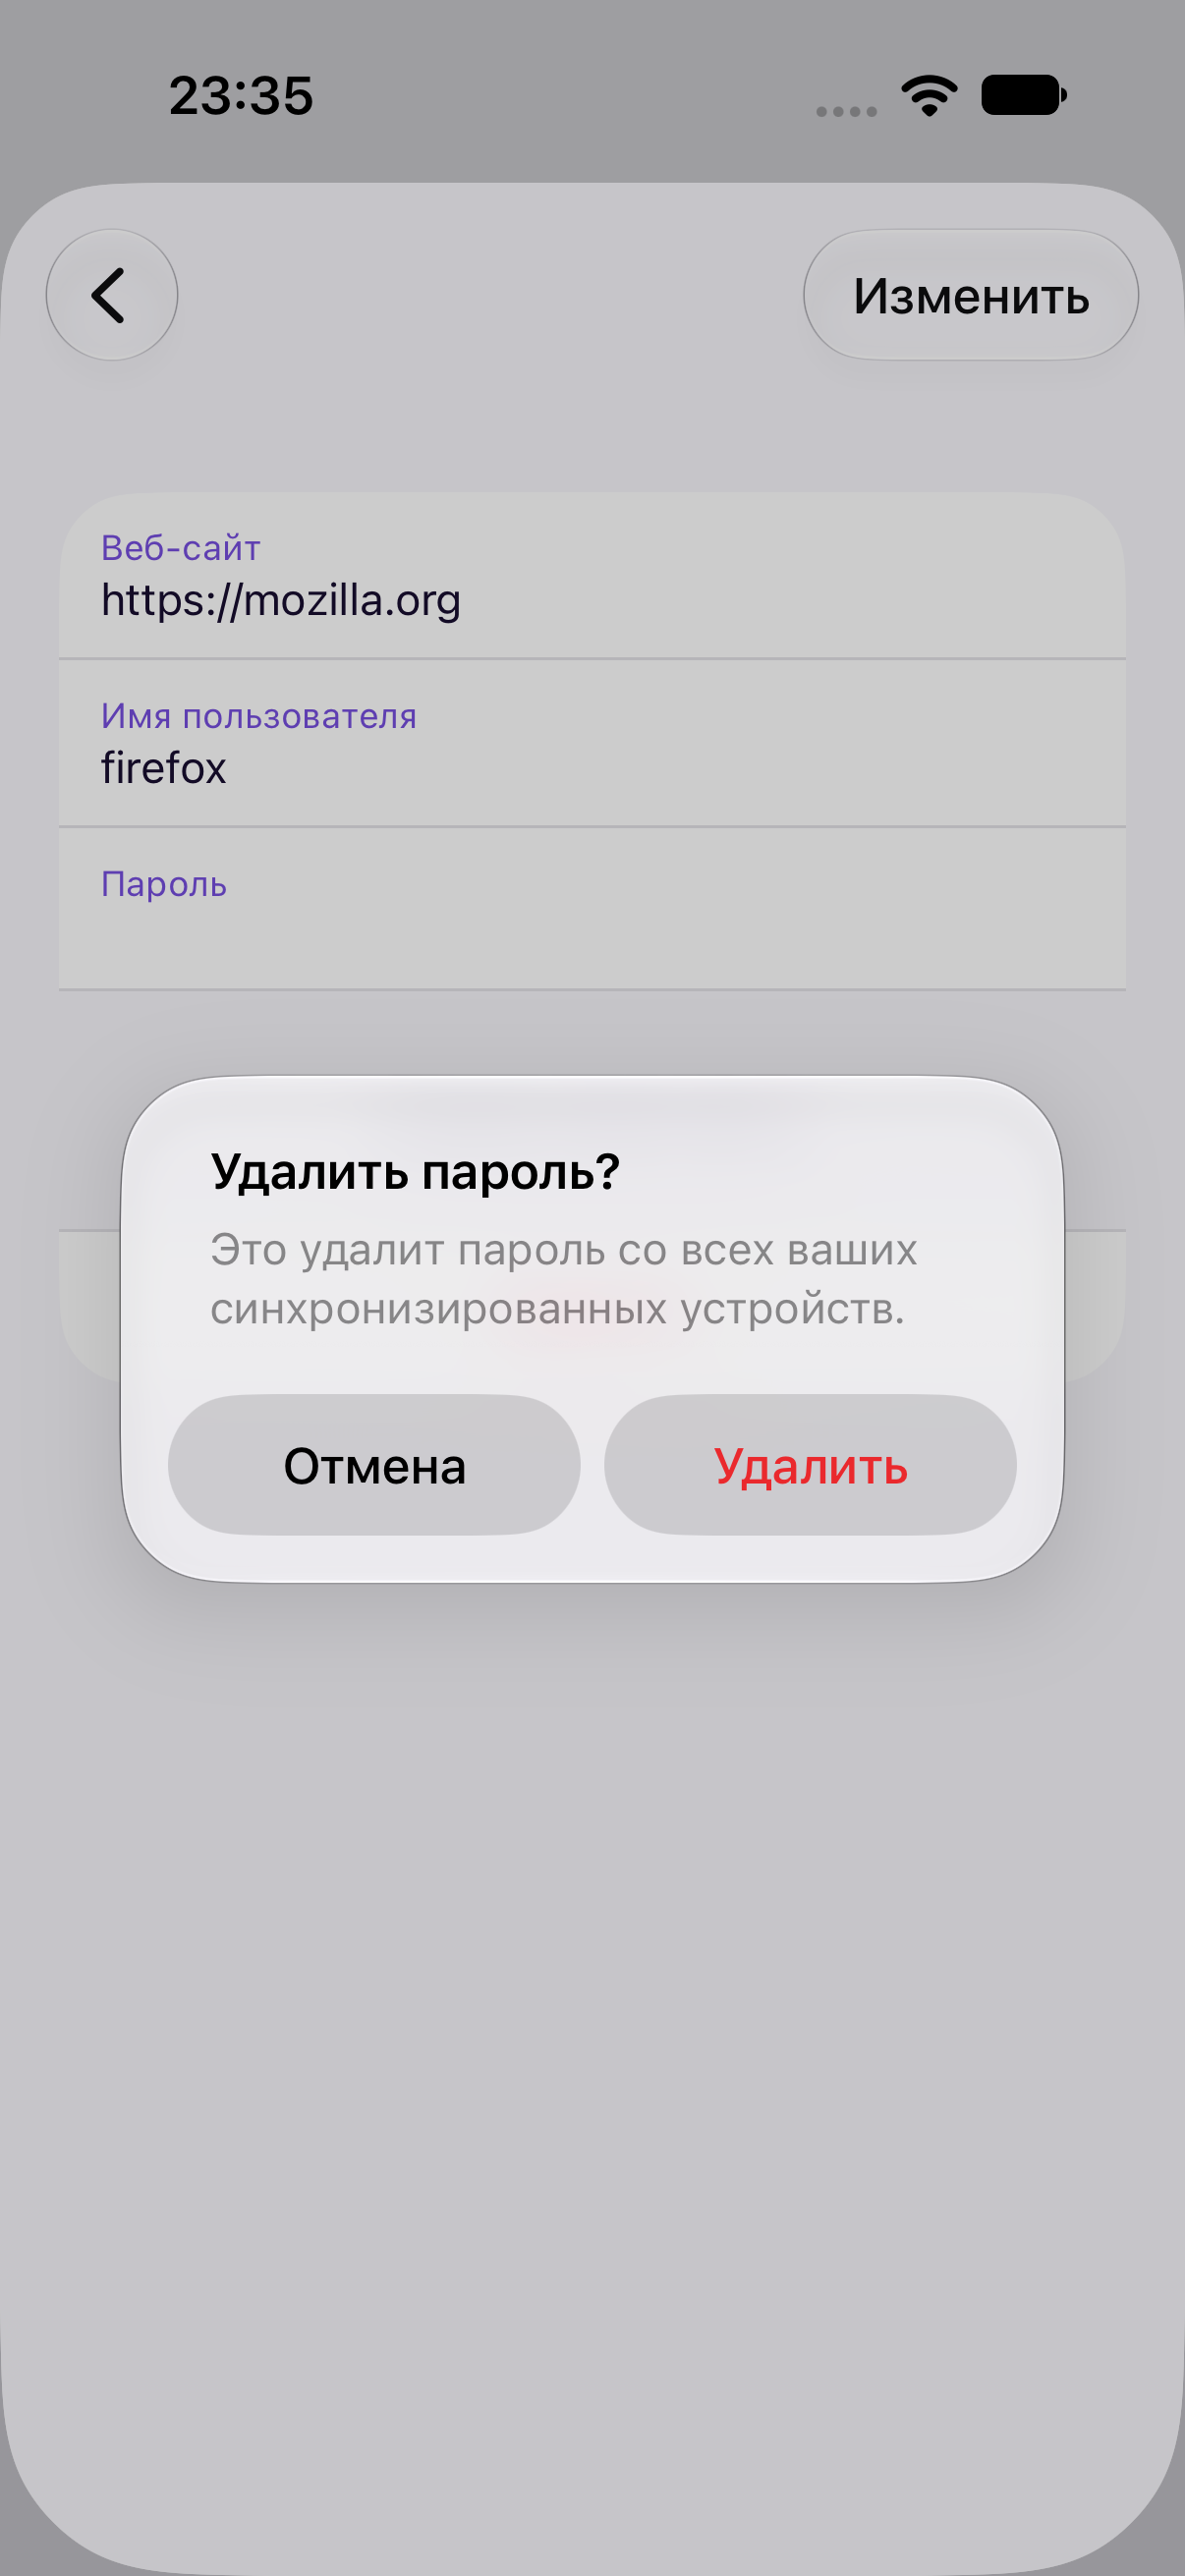 23:35
Изменить
Веб-сайт
https://mozilla.org
Имя пользователя
firefox
Пароль
Удалить пароль?
Это удалит пароль со всех ваших
синхронизированных устройств.
Отмена
Удалить